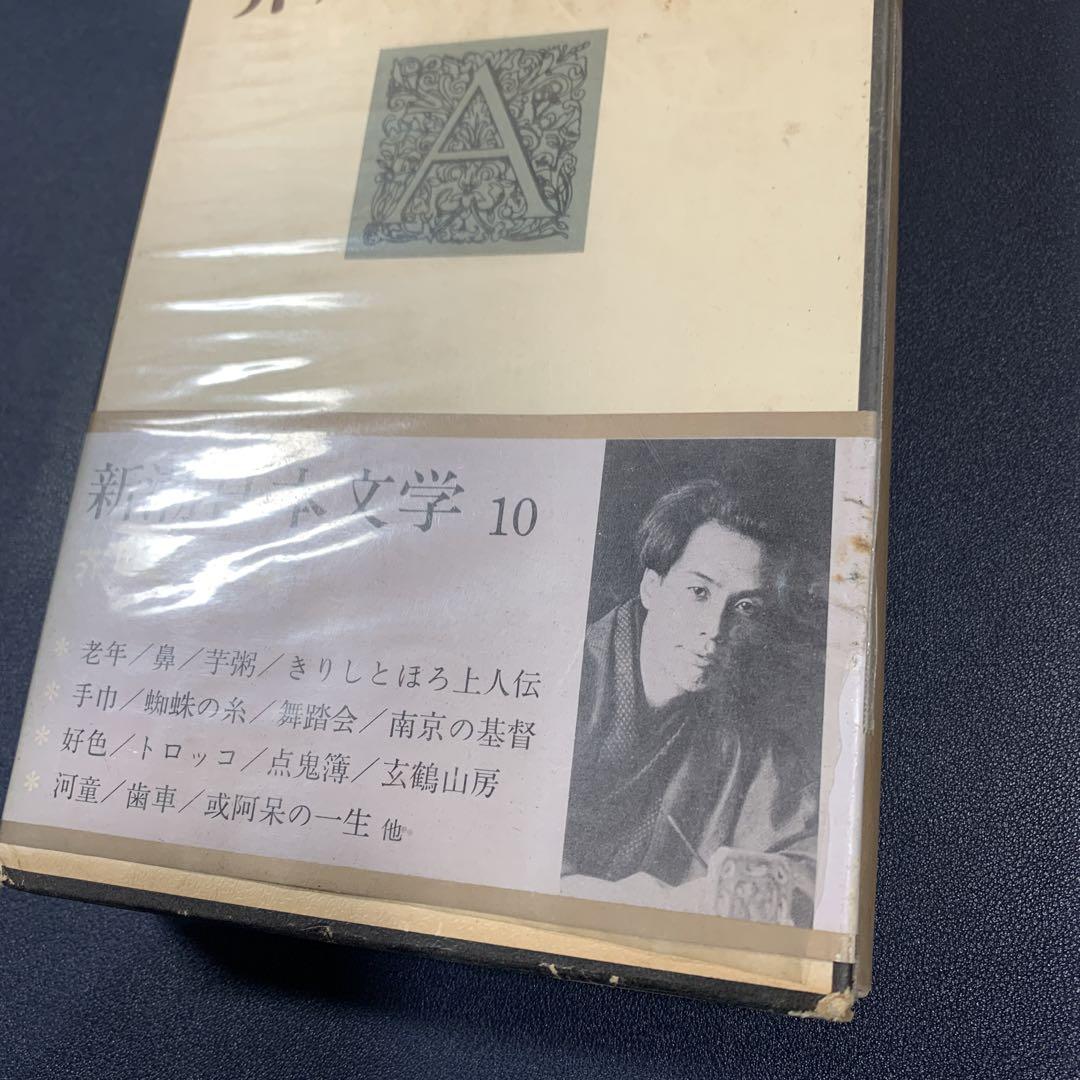 A
新潮日本文学 10
*老年/鼻/芋粥/きりしとほろ上人伝
*手巾/蜘蛛の糸/舞踏会/南京の基督
*好色/トロッコ/点鬼簿/玄鶴山房
*河童/歯車/或阿呆の一生 他